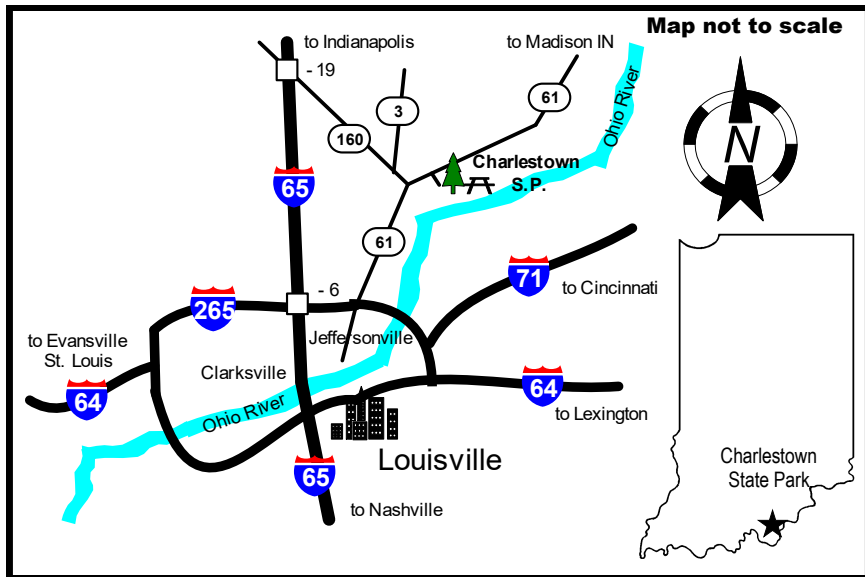 Map not to scale
to Indianapolis
to Madison IN
- 19
3
61
160
Ohio River
N
Charlestown
S.P.
65
61
71
to Cincinnati
- 6
265
Jeffersonville
to Evansville
St. Louis
Clarksville
64
64
to Lexington
Ohio River
Louisville
65
to Nashville
Charlestown
State Park